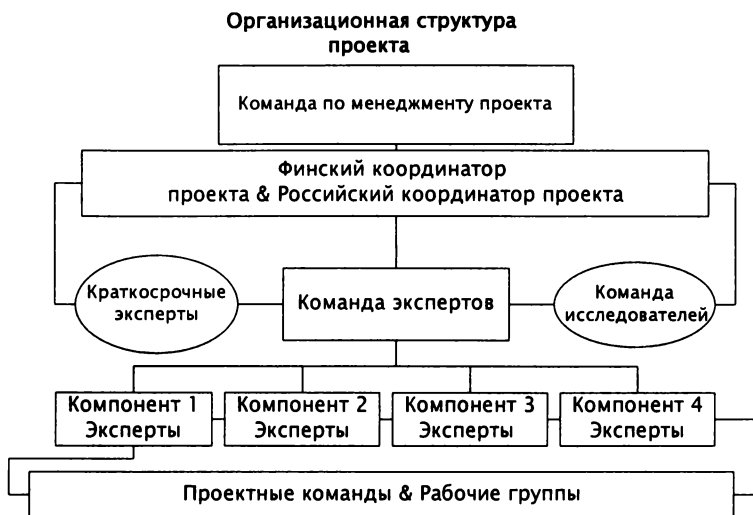 Организационная структура
проекта
Команда по менеджменту проекта
Финский координатор
проекта & Российский координатор проекта
Краткосрочные
эксперты
Команда экспертов
Команда
исследователей
Компонент 1
Эксперты
Компонент 2
Эксперты
Компонент 3
Эксперты
Компонент 4
Эксперты
Проектные команды & Рабочие группы